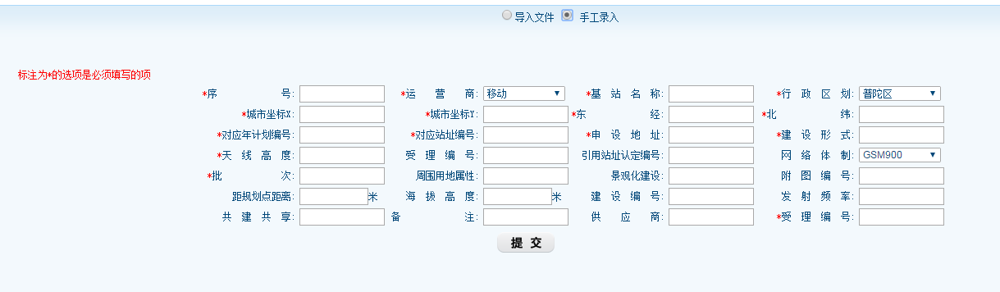 导入文件 手工录入
标注为*的选项是必须填写的项
*序号: *运营商: 移动 *基站名称: *行政区划: 普陀区
*城市坐标X: *城市坐标Y: *东经: *北纬:
*对应年计划编号: *对应站址编号: *申设地址: *建设形式:
*天线高度: 受理编号: 引用站址认定编号: 网络体制: GSM900
*批次: 周围用地属性: 景观化建设: 附图编号:
距规划点距离: 米 海拔高度: 米 建设编号: 发射频率:
共建共享: 备注: 供应商: *受理编号:
提 交